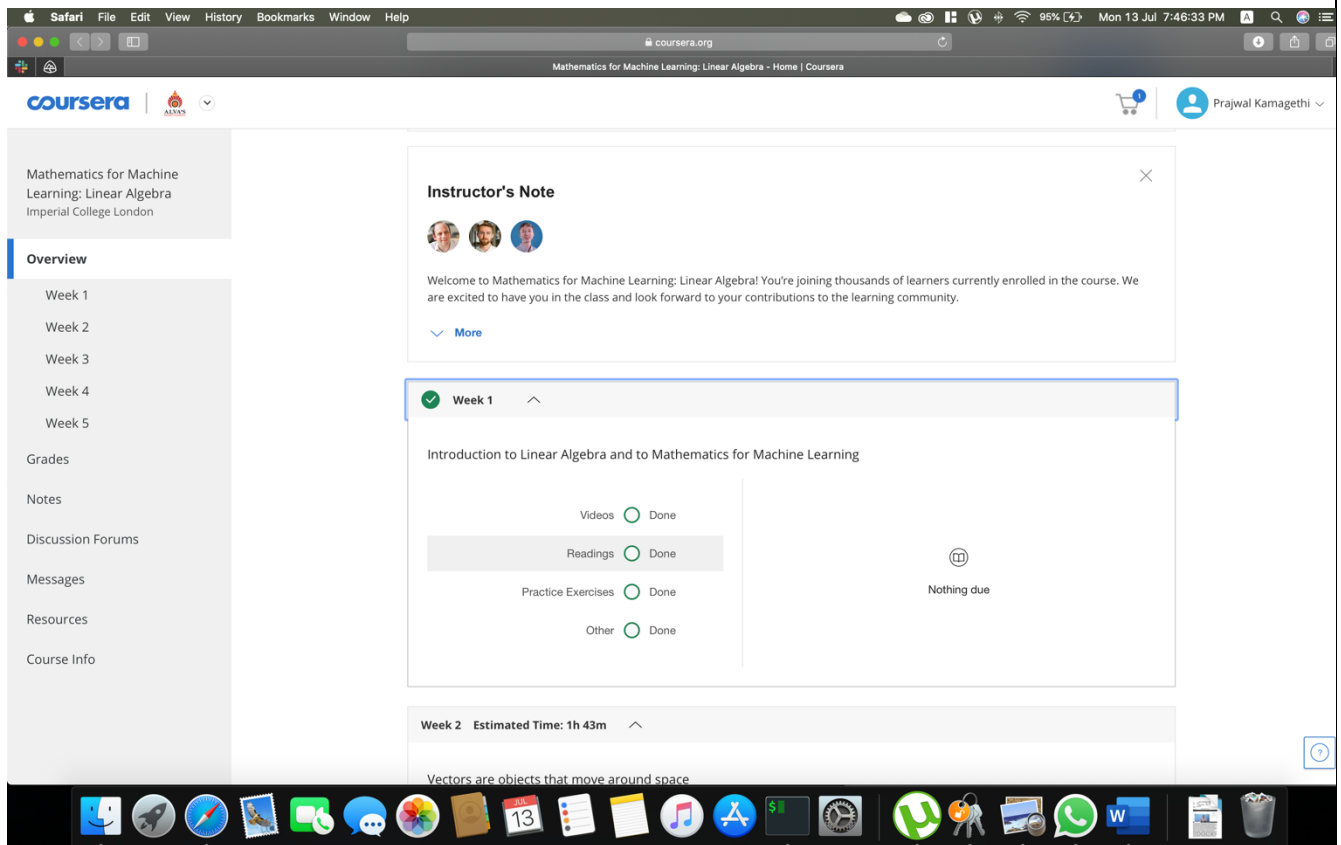 Safari File Edit View History Bookmarks Window Help 95% Mon 13 Jul 7:46:33 PM A
coursera.org
Mathematics for Machine Learning: Linear Algebra - Home | Coursera
coursera ALVA'S 1 Prajwal Kamagethi
Mathematics for Machine
Learning: Linear Algebra
Imperial College London
Overview
Week 1
Week 2
Week 3
Week 4
Week 5
Grades
Notes
Discussion Forums
Messages
Resources
Course Info
Instructor's Note
Welcome to Mathematics for Machine Learning: Linear Algebra! You're joining thousands of learners currently enrolled in the course. We
are excited to have you in the class and look forward to your contributions to the learning community.
More
Week 1
Introduction to Linear Algebra and to Mathematics for Machine Learning
Videos Done
Readings Done
Practice Exercises Done
Other Done
Nothing due
Week 2 Estimated Time: 1h 43m
Vectors are objects that move around space
?
JUL
13
$
W